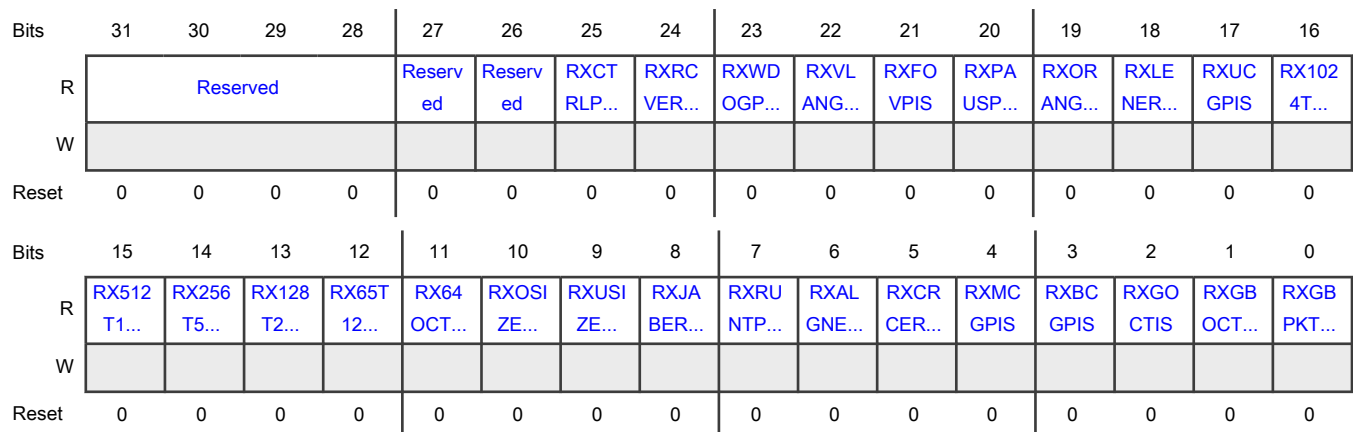 Bits 31 30 29 28 27 26 25 24 23 22 21 20 19 18 17 16
R Reserved Reserv Reserv RXCT RXRC RXWD RXVL RXFO RXPA RXOR RXLE RXUC RX102
ed ed RLP... VER... OGP... ANG... VPIS USP... ANG... NER... GPIS 4T...
W
Reset 0 0 0 0 0 0 0 0 0 0 0 0 0 0 0 0
Bits 15 14 13 12 11 10 9 8 7 6 5 4 3 2 1 0
R RX512 RX256 RX128 RX65T RX64 RXOSI RXUSI RXJA RXRU RXAL RXCR RXMC RXBC RXGO RXGB RXGB
T1... T5... T2... 12... OCT... ZE... ZE... BER... NTP... GNE... CER... GPIS GPIS CTIS OCT... PKT...
W
Reset 0 0 0 0 0 0 0 0 0 0 0 0 0 0 0 0